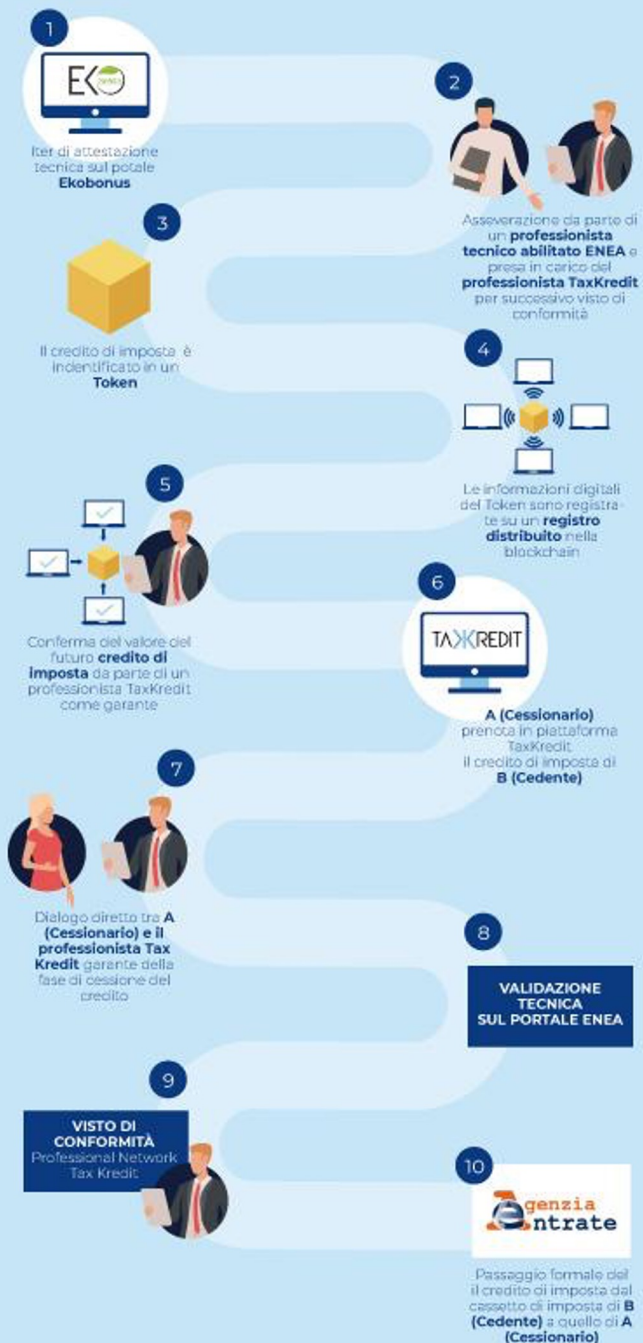 1
EKO
BONUS
Iter di attestazione
tecnica sul potale
Ekobonus
2
Asseverazione da parte di
un professionista
tecnico abilitato ENEA e
presa in carico del
professionista TaxKredit
per successivo visto di
conformità
3
Il credito di imposta è
indentificato in un
Token
4
Le informazioni digitali
del Token sono registra-
te su un registro
distribuito nella
blockchain
5
Conferma del valore del
futuro credito di
imposta da parte di un
professionista TaxKredit
come garante
6
TAXKREDIT
A (Cessionario)
prenota in piattaforma
TaxKredit
il credito di imposta di
B (Cedente)
7
Dialogo diretto tra A
(Cessionario) e il
professionista Tax
Kredit garante della
fase di cessione del
credito
8
VALIDAZIONE
TECNICA
SUL PORTALE ENEA
9
VISTO DI
CONFORMITÀ
Professional Network
Tax Kredit
10
Agenzia
Entrate
Passaggio formale del
il credito di imposta dal
cassetto di imposta di B
(Cedente) a quello di A
(Cessionario)